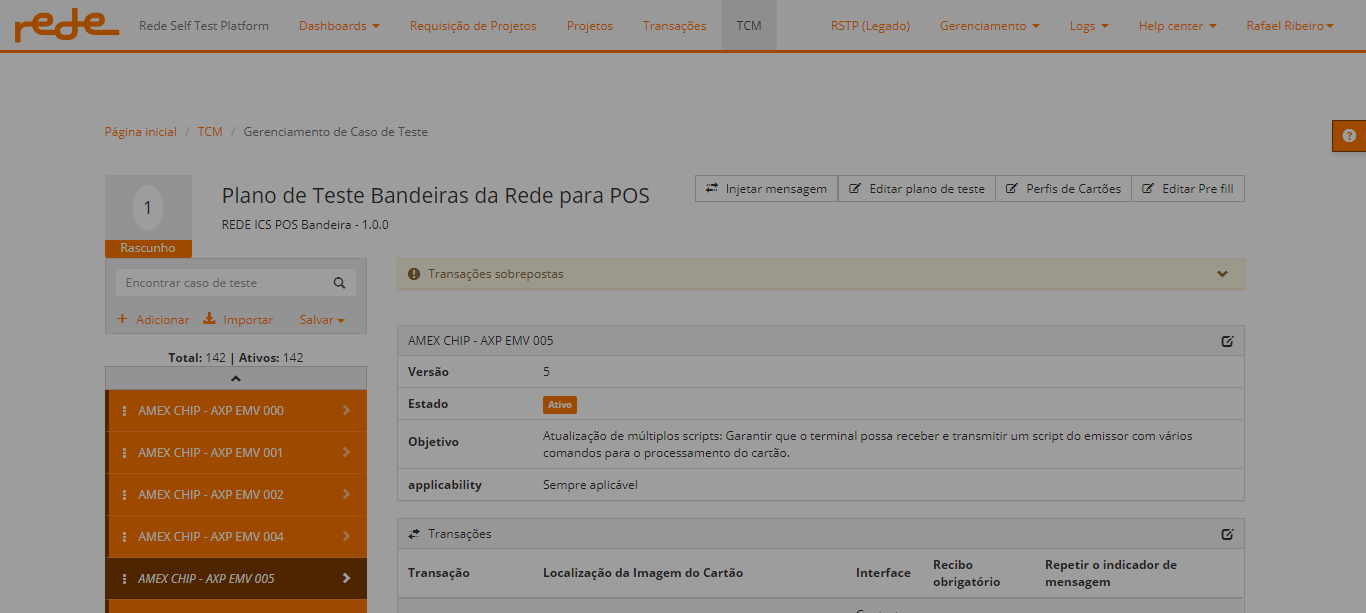 rede Rede Self Test Platform Dashboards Requisição de Projetos Projetos Transações TCM RSTP (Legado) Gerenciamento Logs Help center Rafael Ribeiro
Página inicial / TCM / Gerenciamento de Caso de Teste
1
Rascunho
Plano de Teste Bandeiras da Rede para POS
REDE ICS POS Bandeira - 1.0.0
Injetar mensagem Editar plano de teste Perfis de Cartões Editar Pre fill
Encontrar caso de teste
+ Adicionar Importar Salvar
Total: 142 | Ativos: 142
AMEX CHIP - AXP EMV 000
AMEX CHIP - AXP EMV 001
AMEX CHIP - AXP EMV 002
AMEX CHIP - AXP EMV 004
AMEX CHIP - AXP EMV 005
Transações sobrepostas
AMEX CHIP - AXP EMV 005
Versão 5
Estado Ativo
Objetivo Atualização de múltiplos scripts: Garantir que o terminal possa receber e transmitir um script do emissor com vários
comandos para o processamento do cartão.
applicability Sempre aplicável
Transações
Transação Localização da Imagem do Cartão Interface Recibo obrigatório Repetir o indicador de mensagem